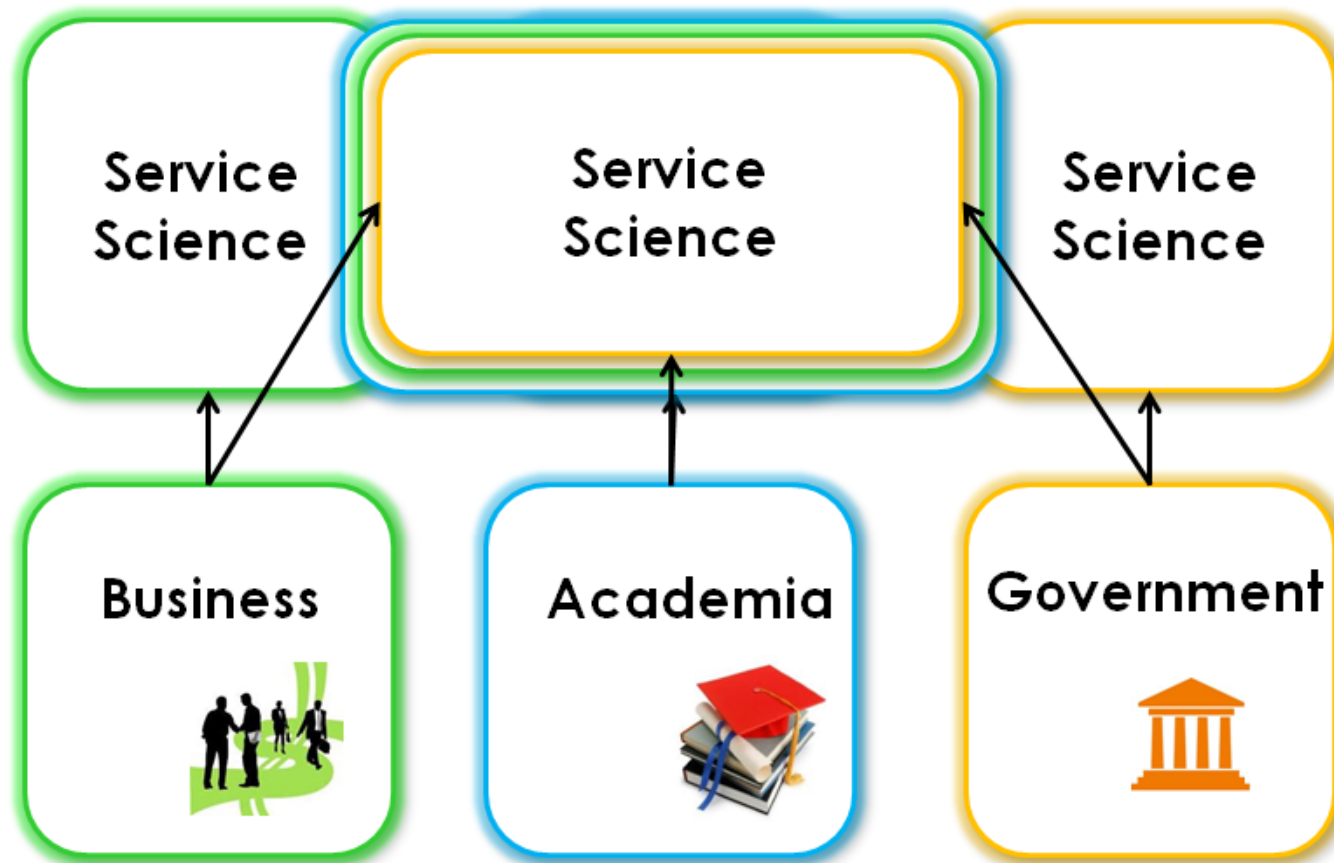 Service
Science
Service
Science
Service
Science
Business
Academia
Government